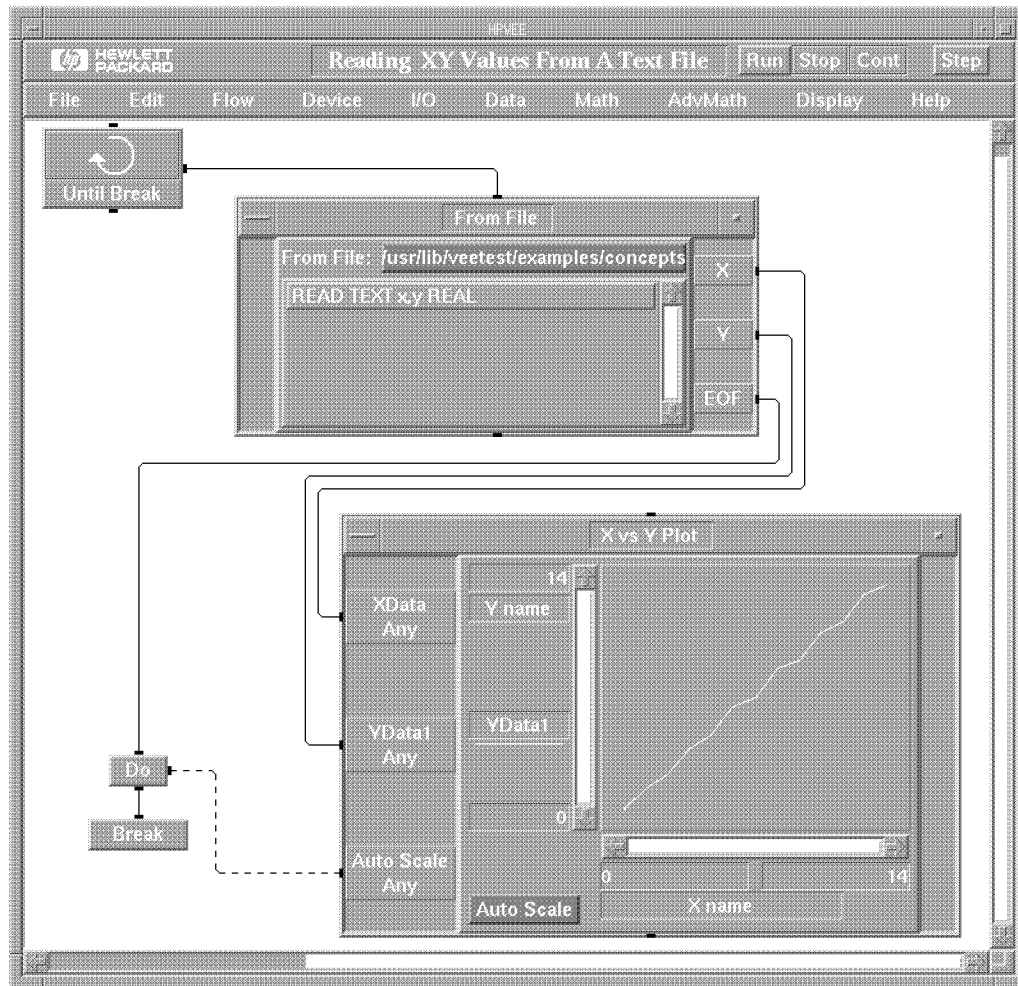 HPVEE
hp HEWLETT PACKARD Reading XY Values From A Text File Run Stop Cont Step
File Edit Flow Device I/O Data Math AdvMath Display Help
Until Break
From File
From File: /usr/lib/veetest/examples/concepts
READ TEXT x,y REAL
X
Y
EOF
X vs Y Plot
14
XData
Any
Y name
YData1
Any
YData1
Do
Break
0
Auto Scale
Any
0 14
Auto Scale
X name